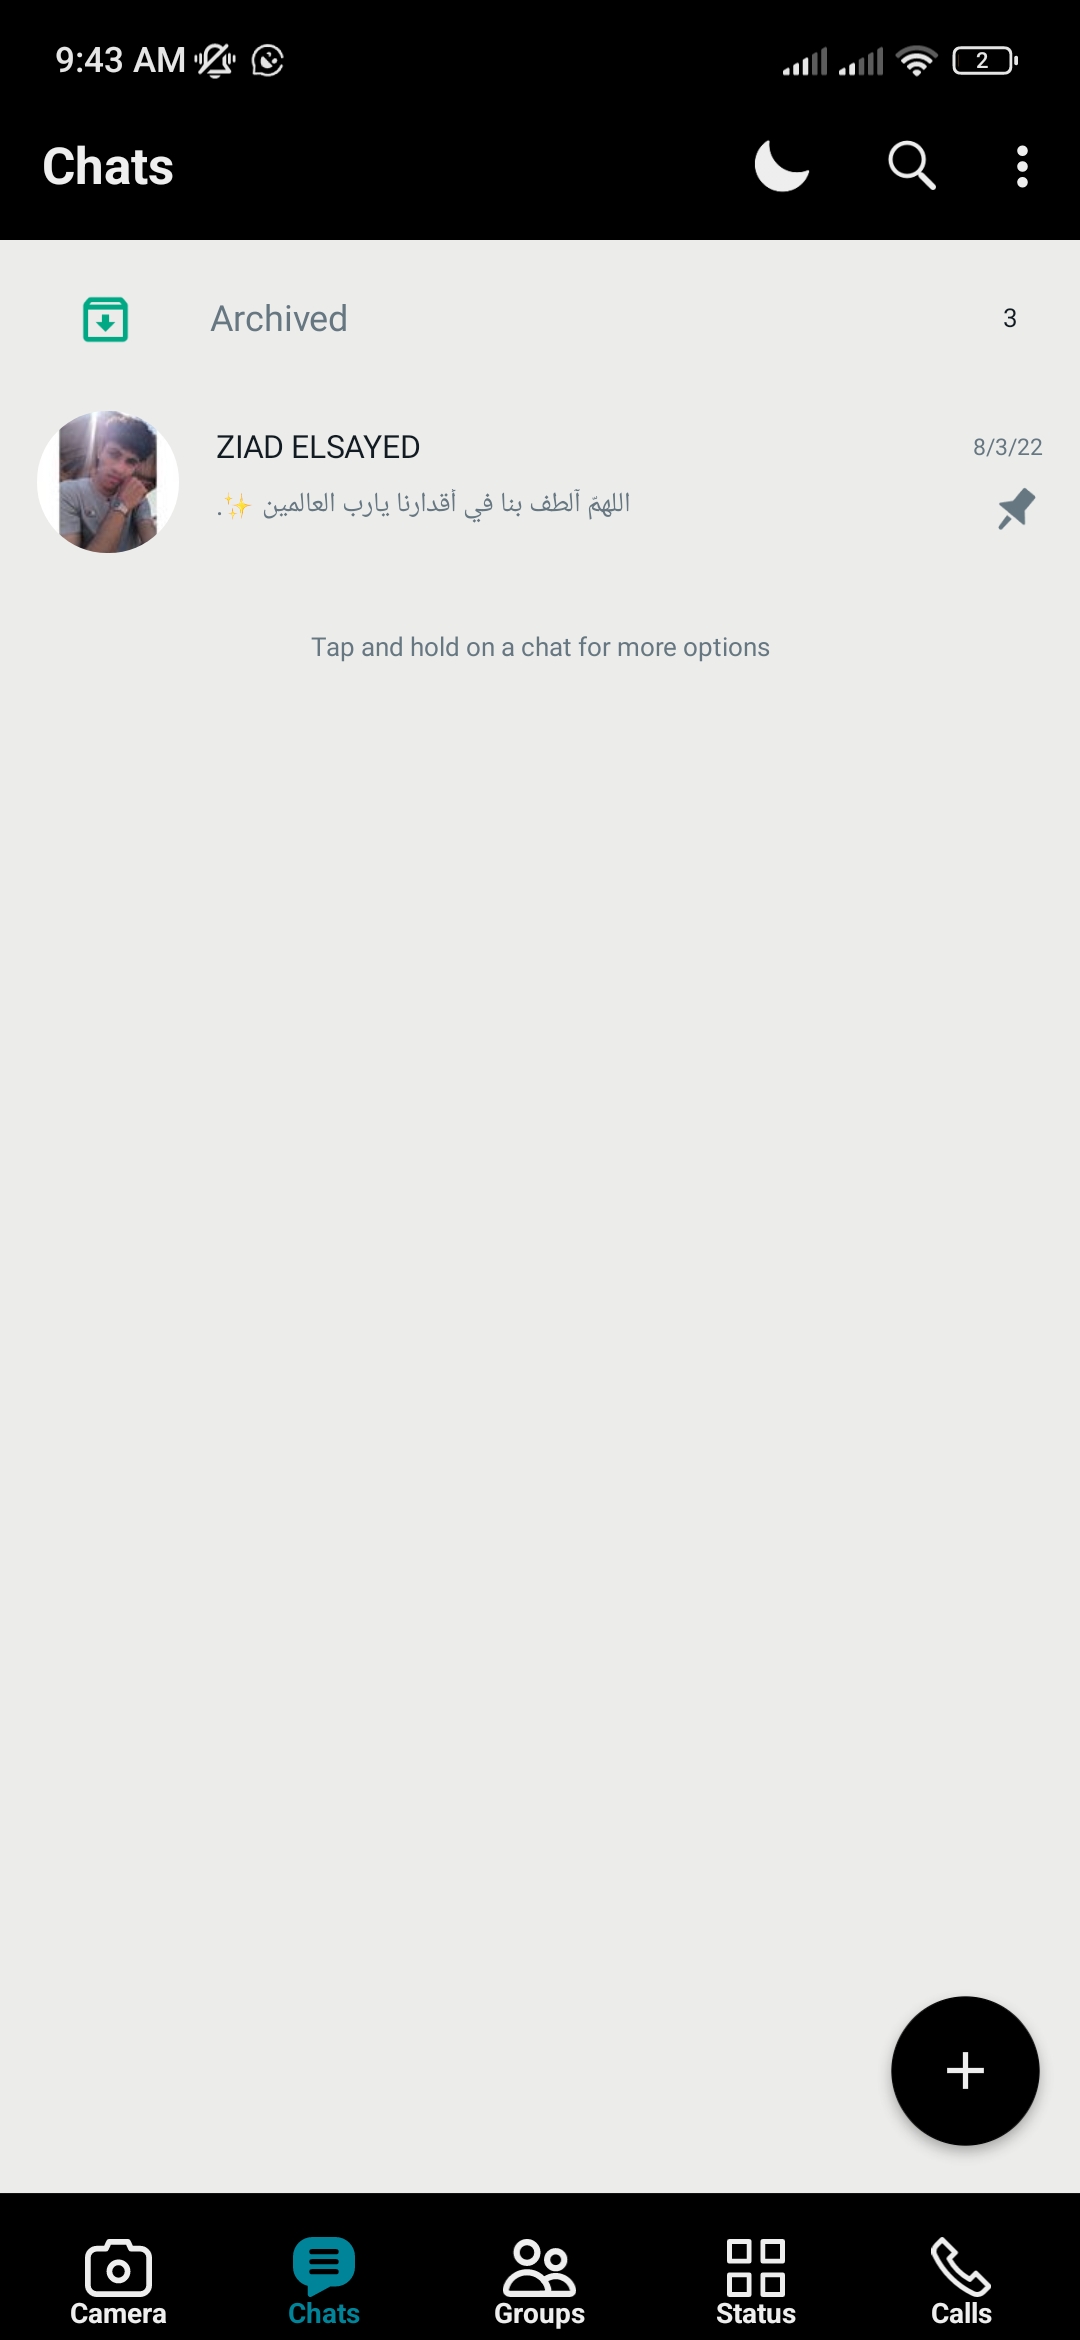 9:43 AM
2
Chats
Archived
3
ZIAD ELSAYED
8/3/22
اللهمّ ألطف بنا في أقدارنا يارب العالمين ✨.
Tap and hold on a chat for more options
Camera
Chats
Groups
Status
Calls